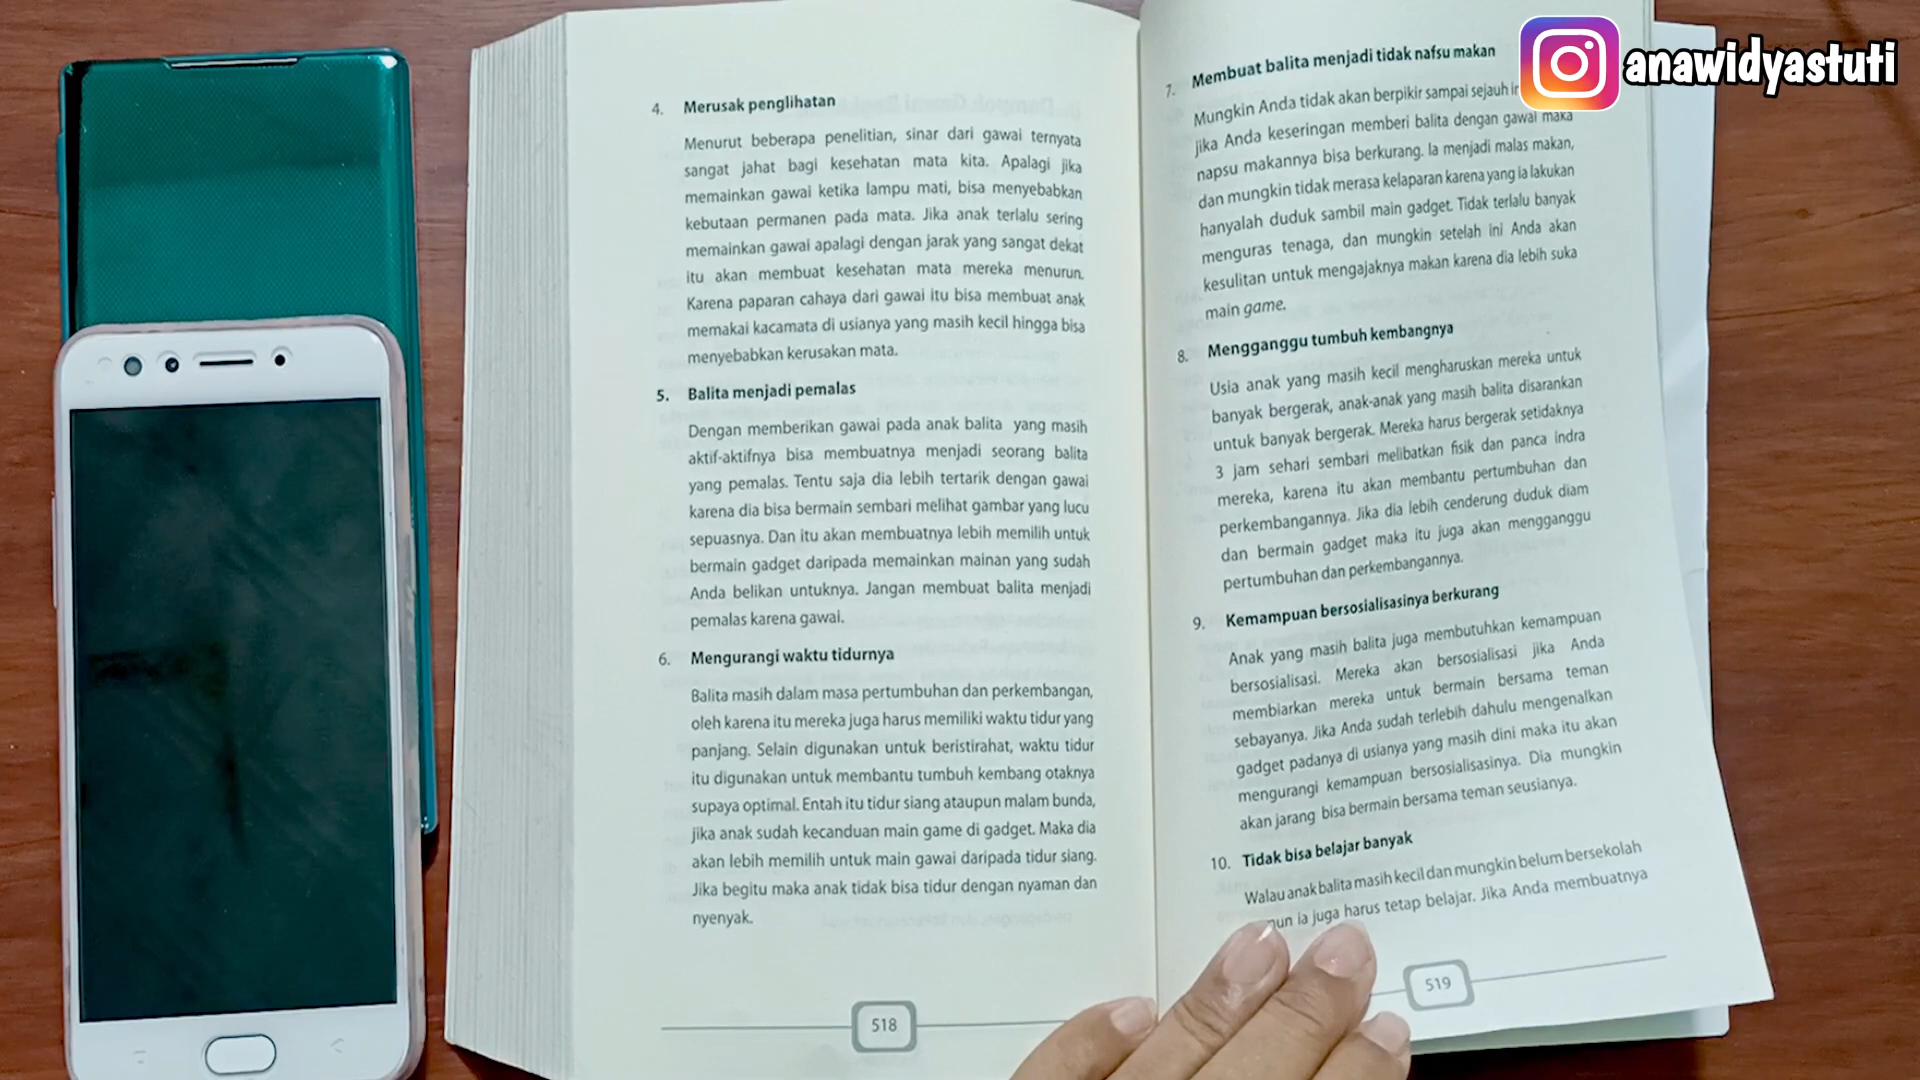 4. Merusak penglihatan
Menurut beberapa penelitian, sinar dari gawai ternyata
sangat jahat bagi kesehatan mata kita. Apalagi jika
memainkan gawai ketika lampu mati, bisa menyebabkan
kebutaan permanen pada mata. Jika anak terlalu sering
memainkan gawai apalagi dengan jarak yang sangat dekat
itu akan membuat kesehatan mata mereka menurun.
Karena paparan cahaya dari gawai itu bisa membuat anak
memakai kacamata di usianya yang masih kecil hingga bisa
menyebabkan kerusakan mata.
5. Balita menjadi pemalas
Dengan memberikan gawai pada anak balita yang masih
aktif-aktifnya bisa membuatnya menjadi seorang balita
yang pemalas. Tentu saja dia lebih tertarik dengan gawai
karena dia bisa bermain sembari melihat gambar yang lucu
sepuasnya. Dan itu akan membuatnya lebih memilih untuk
bermain gadget daripada memainkan mainan yang sudah
Anda belikan untuknya. Jangan membuat balita menjadi
pemalas karena gawai.
6. Mengurangi waktu tidurnya
Balita masih dalam masa pertumbuhan dan perkembangan,
oleh karena itu mereka juga harus memiliki waktu tidur yang
panjang. Selain digunakan untuk beristirahat, waktu tidur
itu digunakan untuk membantu tumbuh kembang otaknya
supaya optimal. Entah itu tidur siang ataupun malam bunda,
jika anak sudah kecanduan main game di gadget. Maka dia
akan lebih memilih untuk main gawai daripada tidur siang.
Jika begitu maka anak tidak bisa tidur dengan nyaman dan
nyenyak.
518
7. Membuat balita menjadi tidak nafsu makan
Mungkin Anda tidak akan berpikir sampai sejauh
jika Anda keseringan memberi balita dengan gawai maka
napsu makannya bisa berkurang. Ia menjadi malas makan,
dan mungkin tidak merasa kelaparan karena yang ia lakukan
hanyalah duduk sambil main gadget. Tidak terlalu banyak
menguras tenaga, dan mungkin setelah ini Anda akan
kesulitan untuk mengajaknya makan karena dia lebih suka
main game.
8. Mengganggu tumbuh kembangnya
Usia anak yang masih kecil mengharuskan mereka untuk
banyak bergerak, anak-anak yang masih balita disarankan
untuk banyak bergerak. Mereka harus bergerak setidaknya
3 jam sehari sembari melibatkan fisik dan panca indra
mereka, karena itu akan membantu pertumbuhan dan
perkembangannya. Jika dia lebih cenderung duduk diam
dan bermain gadget maka itu juga akan mengganggu
pertumbuhan dan perkembangannya.
9. Kemampuan bersosialisasinya berkurang
Anak yang masih balita juga membutuhkan kemampuan
bersosialisasi. Mereka akan bersosialisasi jika Anda
membiarkan mereka untuk bermain bersama teman
sebayanya. Jika Anda sudah terlebih dahulu mengenalkan
gadget padanya di usianya yang masih dini maka itu akan
mengurangi kemampuan bersosialisasinya. Dia mungkin
akan jarang bisa bermain bersama teman seusianya.
10. Tidak bisa belajar banyak
Walau anak balita masih kecil dan mungkin belum bersekolah
ia juga harus tetap belajar. Jika Anda membuatnya
519
anawidyastuti